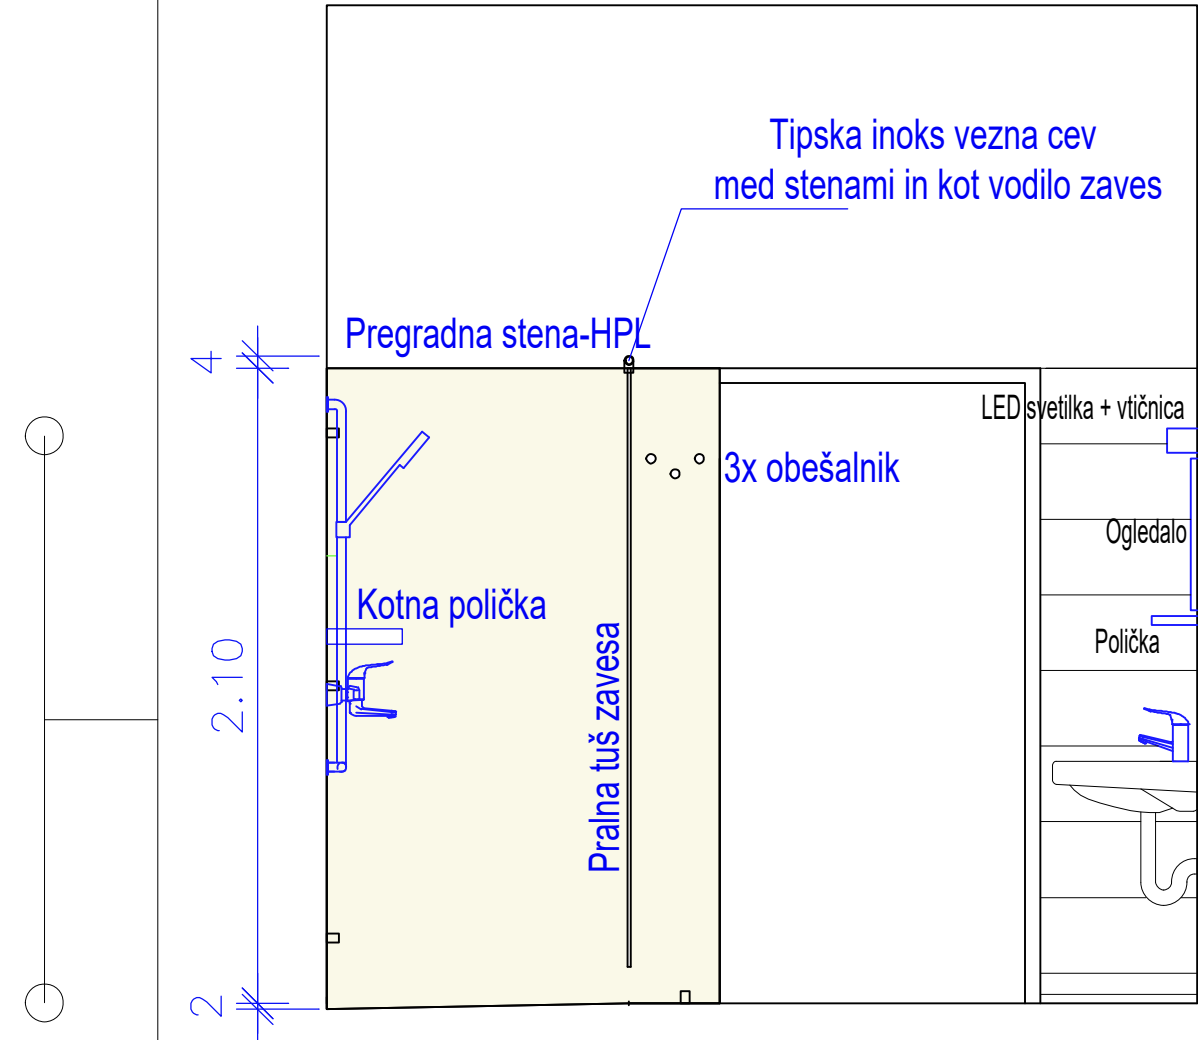 Tipska inoks vezna cev
med stenami in kot vodilo zaves
Pregradna stena-HPL
4
LED svetilka + vtičnica
3x obešalnik
Ogledalo
Kotna polička
Polička
2.10
Pralna tuš zavesa
2